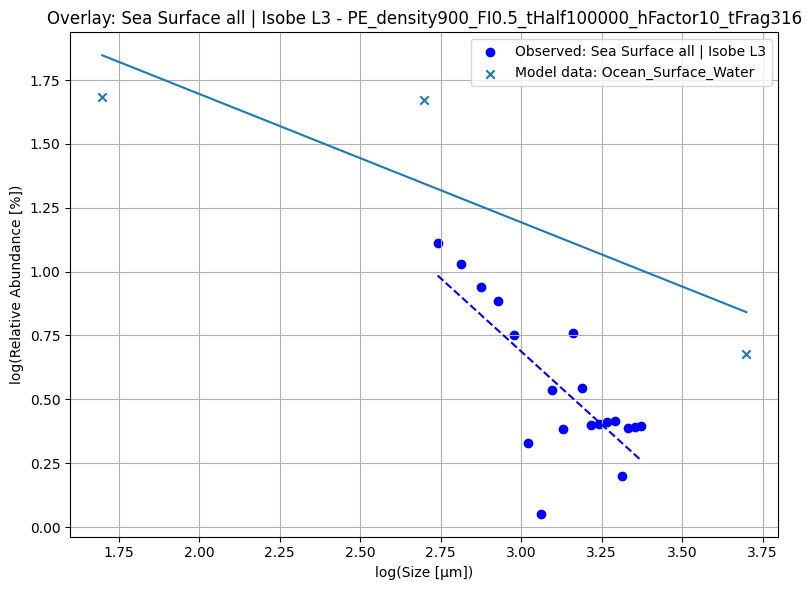 Overlay: Sea Surface all | Isobe L3 - PE_density900_FI0.5_tHalf100000_hFactor10_tFrag316
Observed: Sea Surface all | Isobe L3
Model data: Ocean_Surface_Water
log(Relative Abundance [%])
1.75
1.50
1.25
1.00
0.75
0.50
0.25
0.00
1.75 2.00 2.25 2.50 2.75 3.00 3.25 3.50 3.75
log(Size [μm])